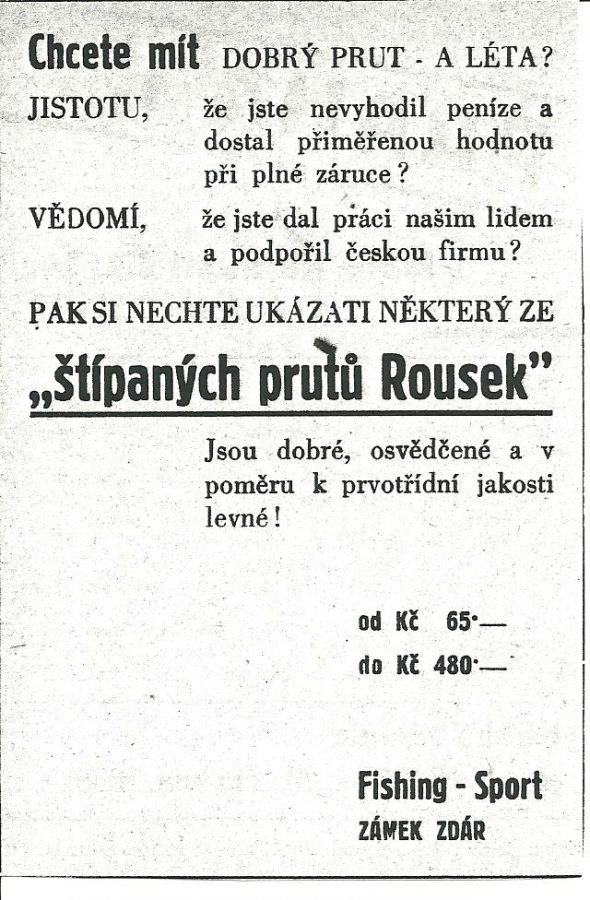 Chcete mít DOBRÝ PRUT - A LÉTA?
JISTOTU, že jste nevyhodil peníze a
dostal přiměřenou hodnotu
při plné záruce?
VĚDOMÍ, že jste dal práci našim lidem
a podpořil českou firmu?
PAK SI NECHTE UKÁZATI NĚKTERÝ ZE
„štípaných prutů Rousek”
Jsou dobré, osvědčené a v
poměru k prvotřídní jakosti
levné!
od Kč 65·—
do Kč 480·—
Fishing - Sport
ZÁMEK ZDÁR